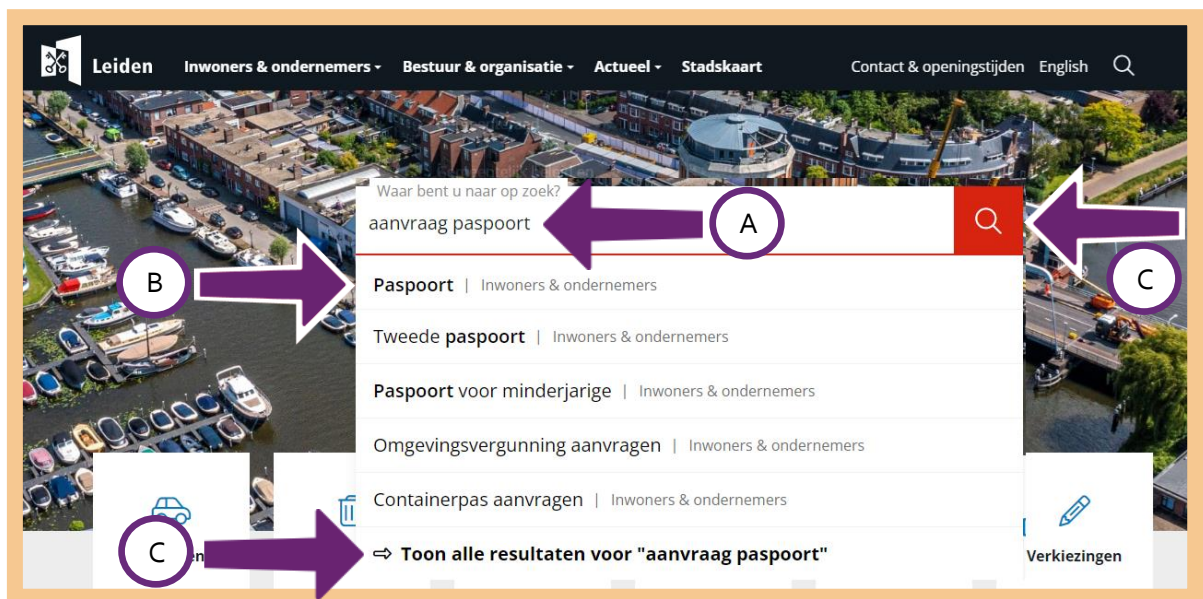 Leiden Inwoners & ondernemers Bestuur & organisatie Actueel Stadskaart Contact & openingstijden English
Waar bent u naar op zoek?
aanvraag paspoort
A
C
B
Paspoort | Inwoners & ondernemers
Tweede paspoort | Inwoners & ondernemers
Paspoort voor minderjarige | Inwoners & ondernemers
Omgevingsvergunning aanvragen | Inwoners & ondernemers
Containerpas aanvragen | Inwoners & ondernemers
C
en
⇨ Toon alle resultaten voor "aanvraag paspoort"
Verkiezingen